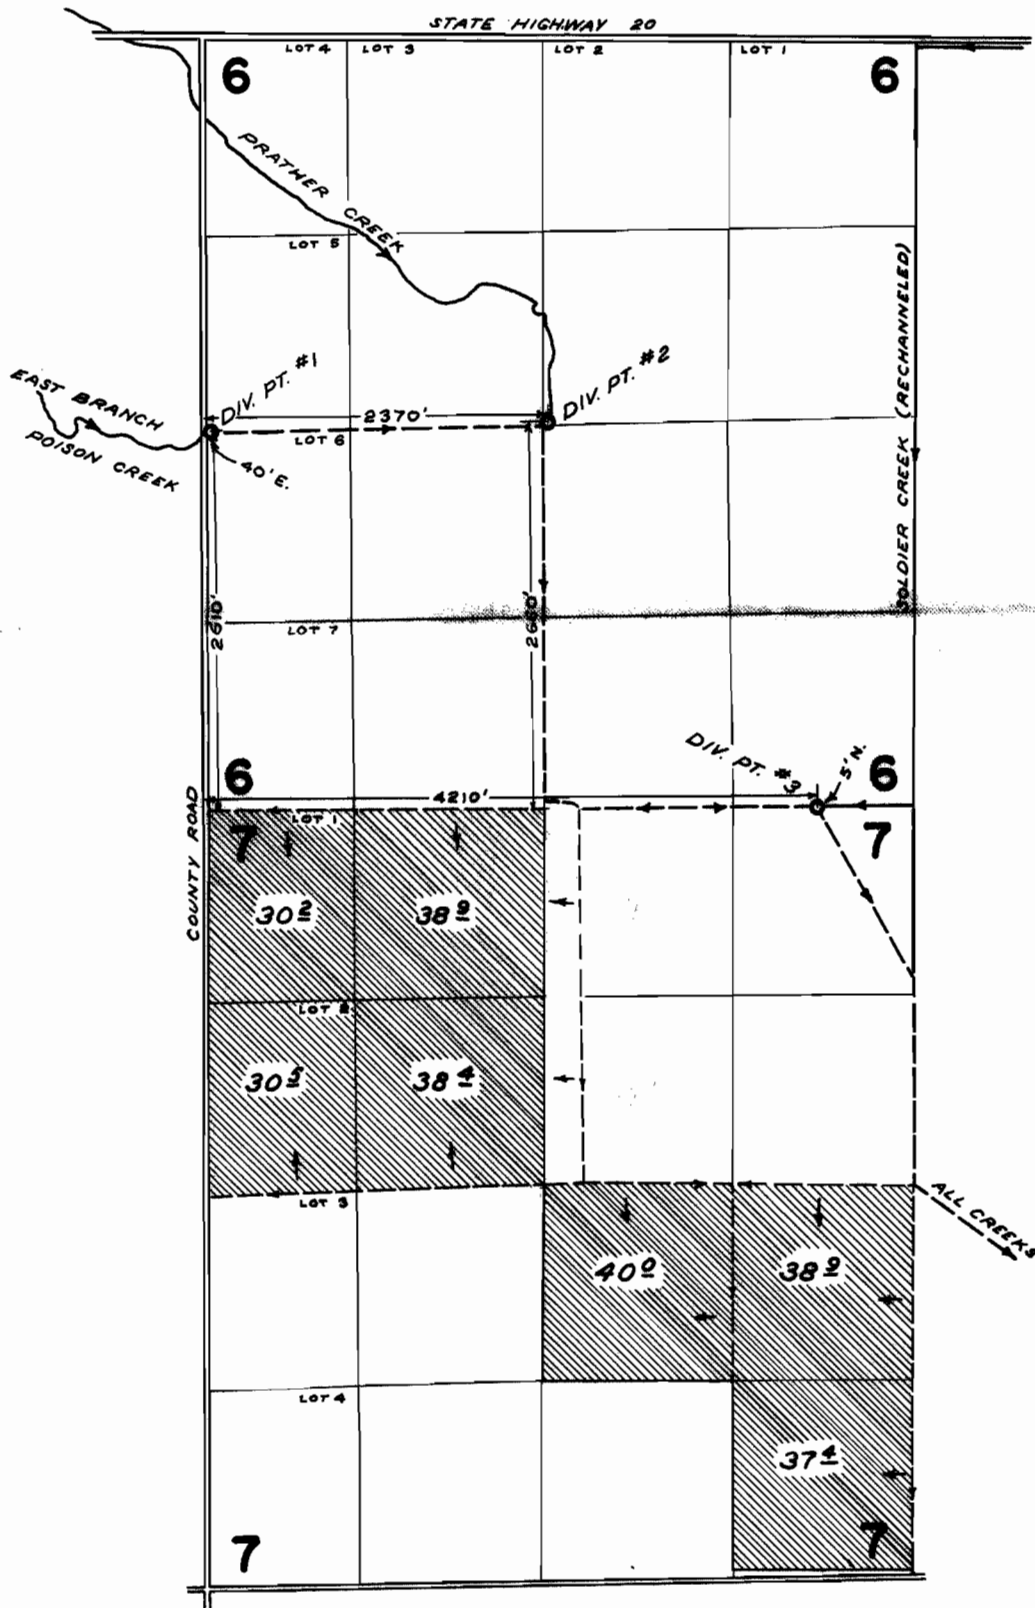 STATE HIGHWAY 20
LOT 4
LOT 3
LOT 2
LOT 1
6
6
PRATHER CREEK
LOT 5
SOLDIER CREEK (RECHANNELED)
DIV. PT. #1
DIV. PT. #2
EAST BRANCH
POISON CREEK
2370'
LOT 6
40' E.
2610'
LOT 7
DIV. PT. #3
5' N.
6
6
4210'
COUNTY ROAD
7
LOT 1
7
30 2
38
LOT 2
30 5
38 4
LOT 3
ALL CREEKS
40 0
38 9
LOT 4
37 4
7
7